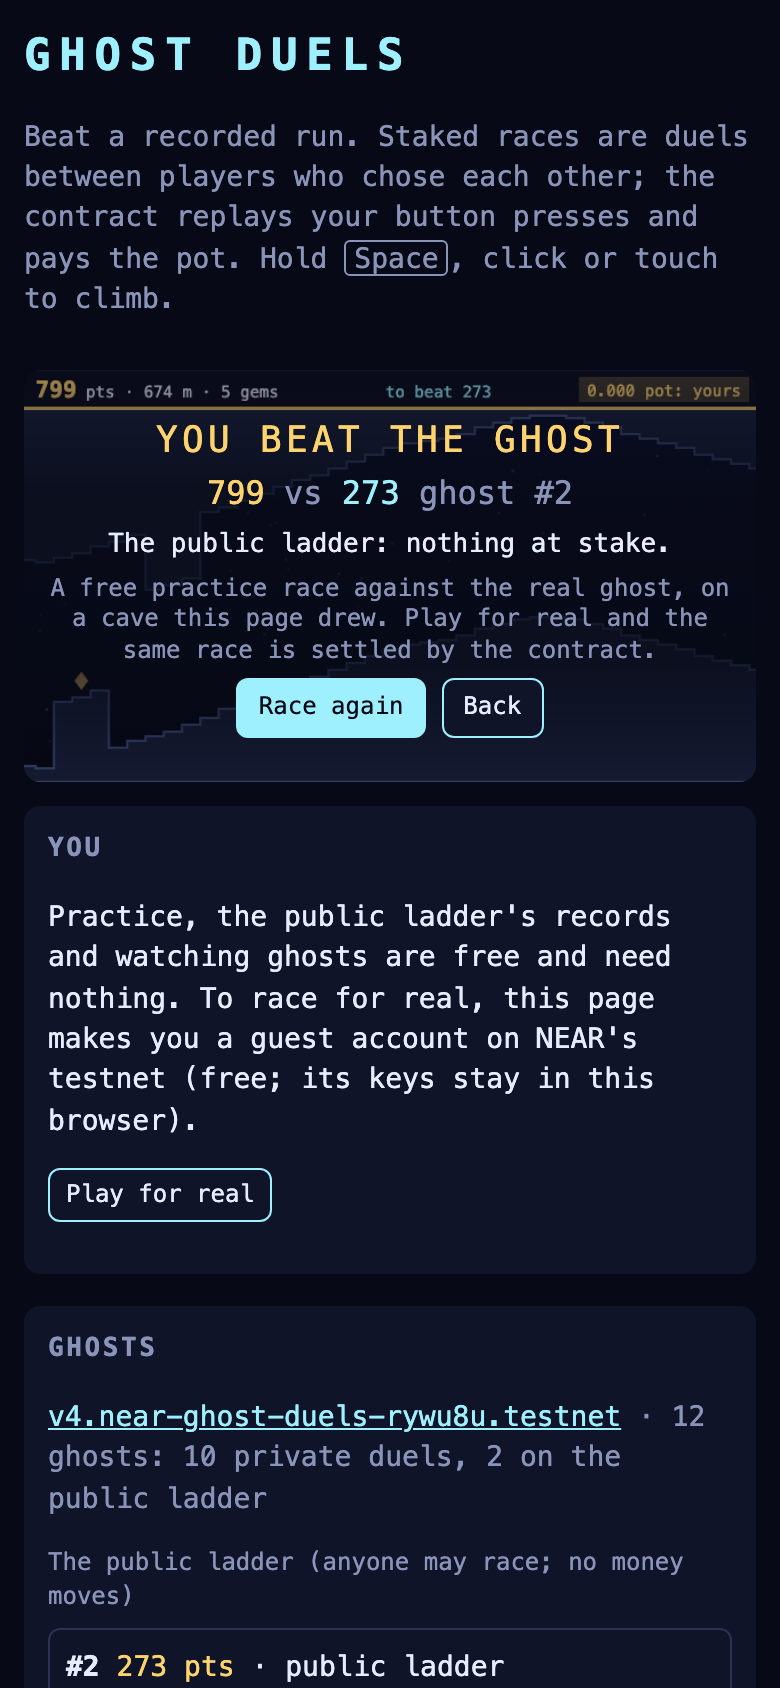 GHOST DUELS
Beat a recorded run. Staked races are duels
between players who chose each other; the
contract replays your button presses and
pays the pot. Hold Space, click or touch
to climb.
799 pts · 674 m · 5 gems to beat 273 0.000 pot: yours
YOU BEAT THE GHOST
799 vs 273 ghost #2
The public ladder: nothing at stake.
A free practice race against the real ghost, on
a cave this page drew. Play for real and the
same race is settled by the contract.
Race again Back
YOU
Practice, the public ladder's records
and watching ghosts are free and need
nothing. To race for real, this page
makes you a guest account on NEAR's
testnet (free; its keys stay in this
browser).
Play for real
GHOSTS
v4.near-ghost-duels-rywu8u.testnet · 12
ghosts: 10 private duels, 2 on the
public ladder
The public ladder (anyone may race; no money
moves)
#2 273 pts · public ladder